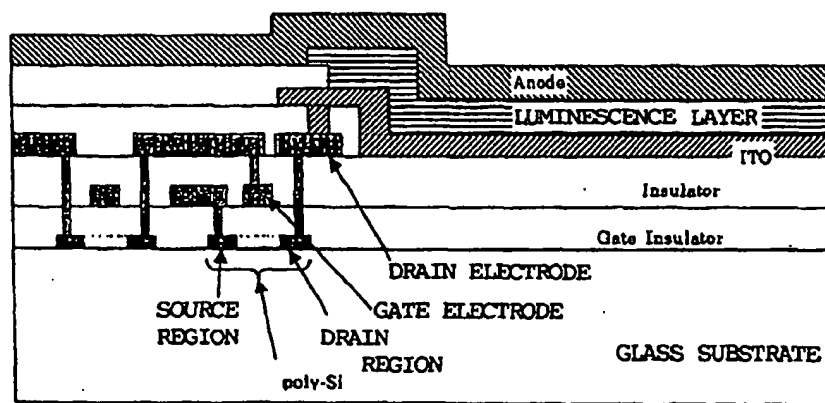 Anode
LUMINESCENCE LAYER
ITO
Insulator
Gate Insulator
DRAIN ELECTRODE
SOURCE REGION
GATE ELECTRODE
DRAIN REGION
GLASS SUBSTRATE
poly-Si